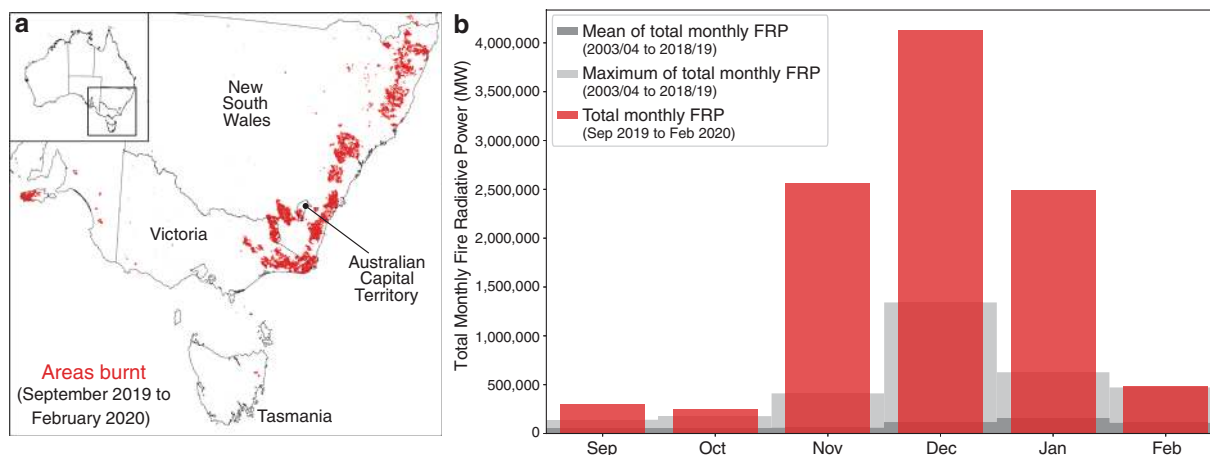 a
New
South
Wales
Victoria
Australian
Capital
Territory
Areas burnt
(September 2019 to
February 2020)
Tasmania
b
Total Monthly Fire Radiative Power (MW)
4,000,000
3,500,000
3,000,000
2,500,000
2,000,000
1,500,000
1,000,000
500,000
0
Mean of total monthly FRP
(2003/04 to 2018/19)
Maximum of total monthly FRP
(2003/04 to 2018/19)
Total monthly FRP
(Sep 2019 to Feb 2020)
Sep Oct Nov Dec Jan Feb